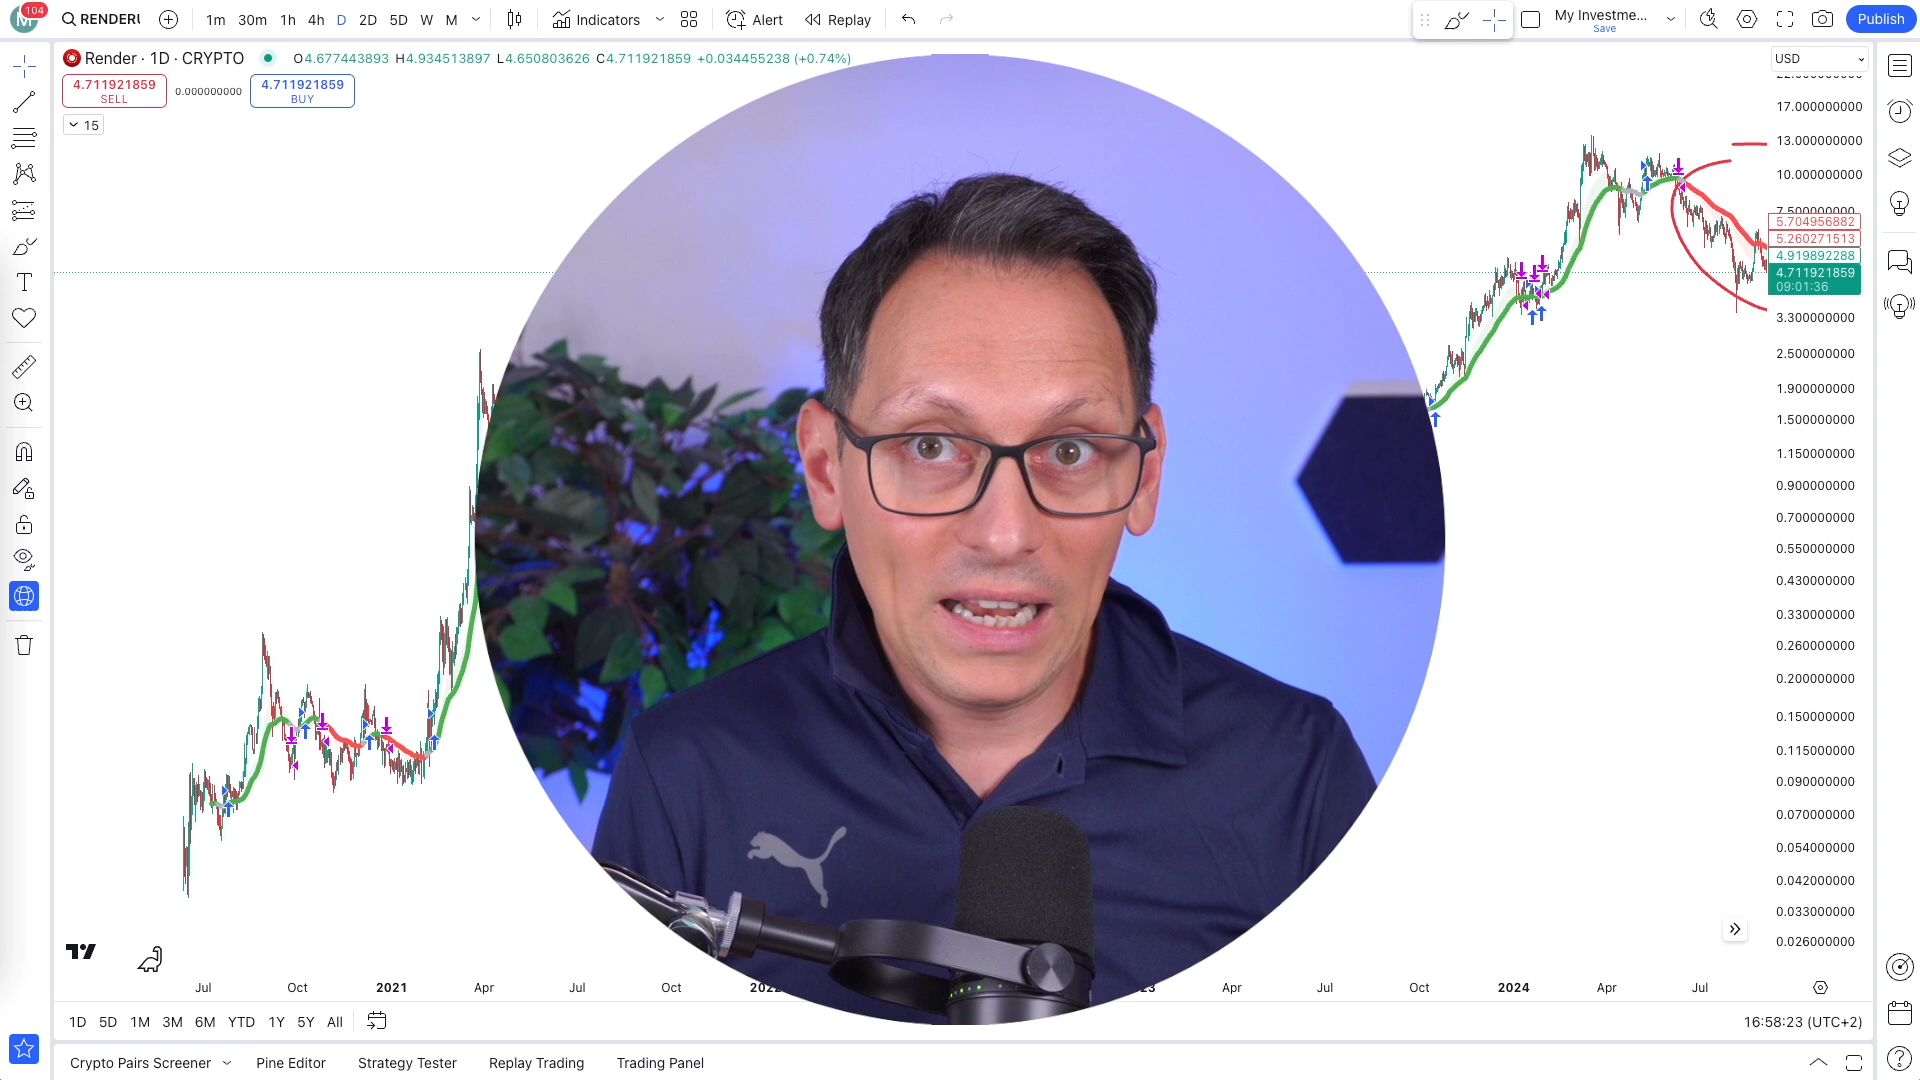 M
104
RENDERU
1m 30m 1h 4h D 2D 5D W M
Indicators
Alert
Replay
My Investme...
Save
Publish
Render · 1D · CRYPTO
O4.677443893 H4.934513897 L4.650803626 C4.711921859 +0.034455238 (+0.74%)
USD
4.711921859
SELL
0.000000000
4.711921859
BUY
15
17.000000000
13.000000000
10.000000000
7.500000000
5.704956882
5.260271513
4.919892288
4.711921859
09:01:36
3.300000000
2.500000000
1.900000000
1.500000000
1.150000000
0.900000000
0.700000000
0.550000000
0.430000000
0.330000000
0.260000000
0.200000000
0.150000000
0.115000000
0.090000000
0.070000000
0.054000000
0.042000000
0.033000000
0.026000000
Jul Oct 2021 Apr Jul Oct 2022 23 Apr Jul Oct 2024 Apr Jul
1D 5D 1M 3M 6M YTD 1Y 5Y All
16:58:23 (UTC+2)
Crypto Pairs Screener Pine Editor Strategy Tester Replay Trading Trading Panel